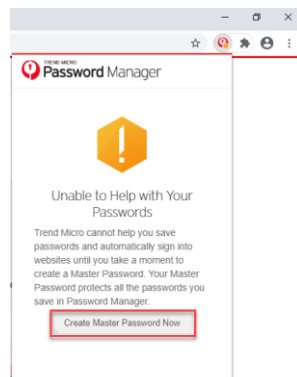 TREND MICRO
Password Manager
Unable to Help with Your
Passwords
Trend Micro cannot help you save
passwords and automatically sign into
websites until you take a moment to
create a Master Password. Your Master
Password protects all the passwords you
save in Password Manager.
Create Master Password Now